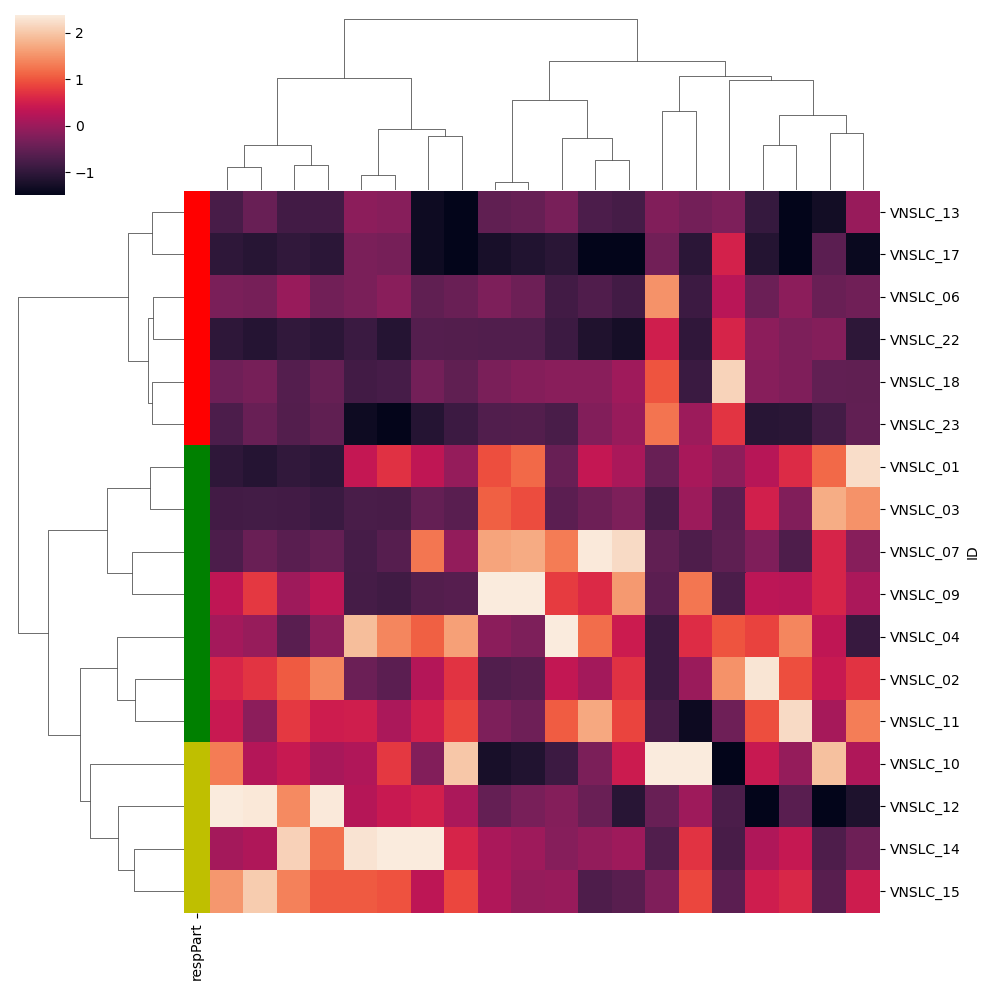 2
1
0
−1
VNSLC_13
VNSLC_17
VNSLC_06
VNSLC_22
VNSLC_18
VNSLC_23
VNSLC_01
VNSLC_03
VNSLC_07
VNSLC_09
VNSLC_04
VNSLC_02
VNSLC_11
VNSLC_10
VNSLC_12
VNSLC_14
VNSLC_15
ID
respPart